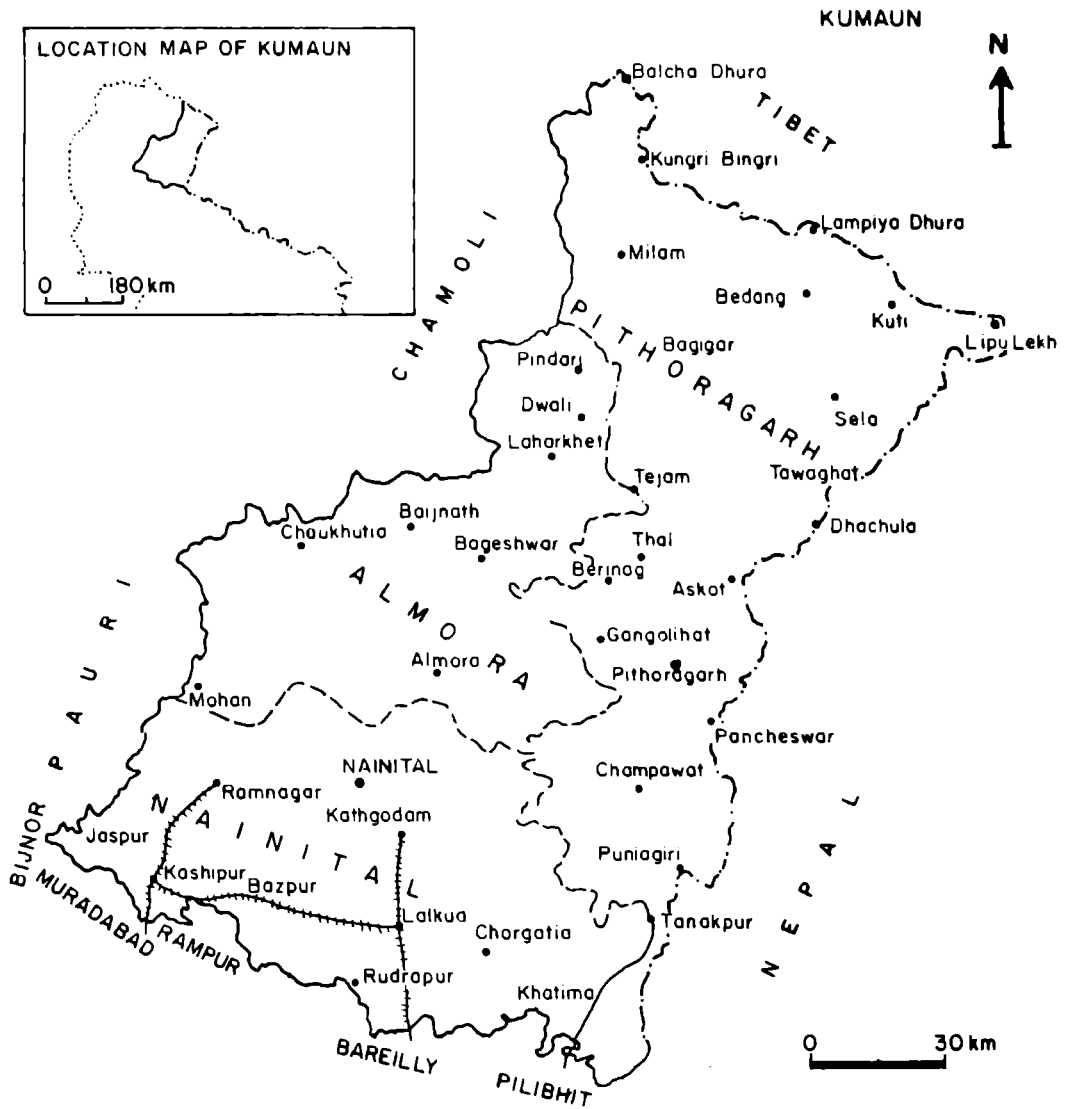 KUMAUN
LOCATION MAP OF KUMAUN
0 180 km
N
Balcha Dhura
TIBET
Kungri Bingri
Lampiya Dhura
CHAMOLI
Milam
Bedang
Kuti
Lipu Lekh
PITHORAGARH
Bagigar
Pindari
Dwali
Sela
Laharkhet
Tawaghat
Tejam
Baijnath
Dhachula
Chaukhutia
Bageshwar
Thal
Berinag
Askot
ALMORA
PAURI
Gangolihat
Almora
Pithoragarh
Mohan
Pancheswar
NAINITAL
Champawat
Ramnagar
NAINITAL
Kathgodam
NEPAL
BIJNOR
Jaspur
Puniagiri
Kashipur
Bazpur
MURADABAD
Lalkua
Tanakpur
RAMPUR
Chorgatia
Rudrapur
Khatima
BAREILLY
PILIBHIT
0 30 km